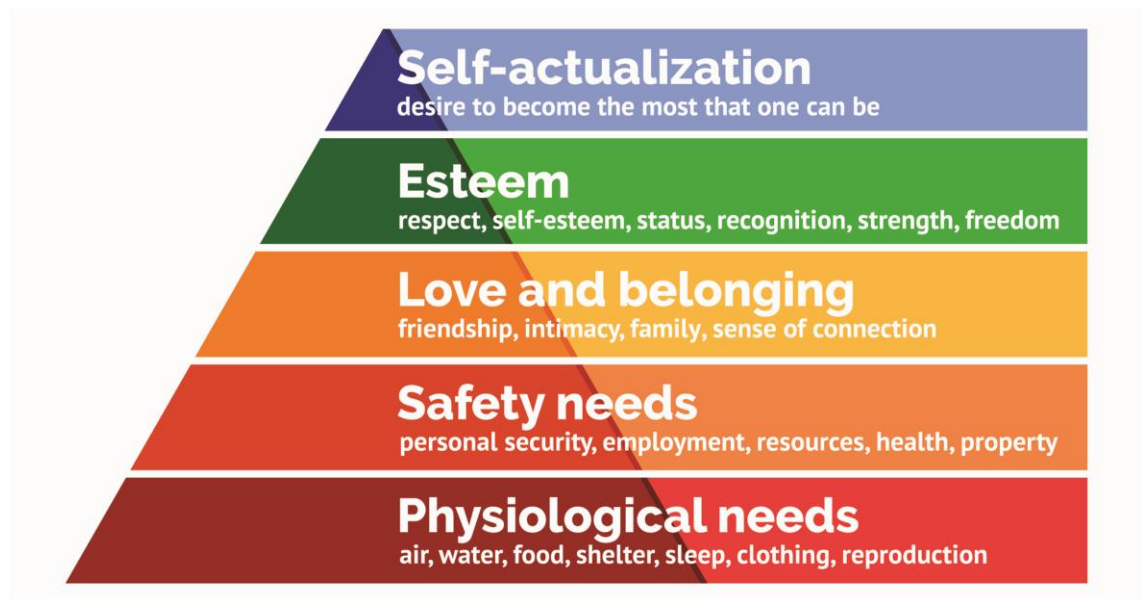 Self-actualization
desire to become the most that one can be
Esteem
respect, self-esteem, status, recognition, strength, freedom
Love and belonging
friendship, intimacy, family, sense of connection
Safety needs
personal security, employment, resources, health, property
Physiological needs
air, water, food, shelter, sleep, clothing, reproduction